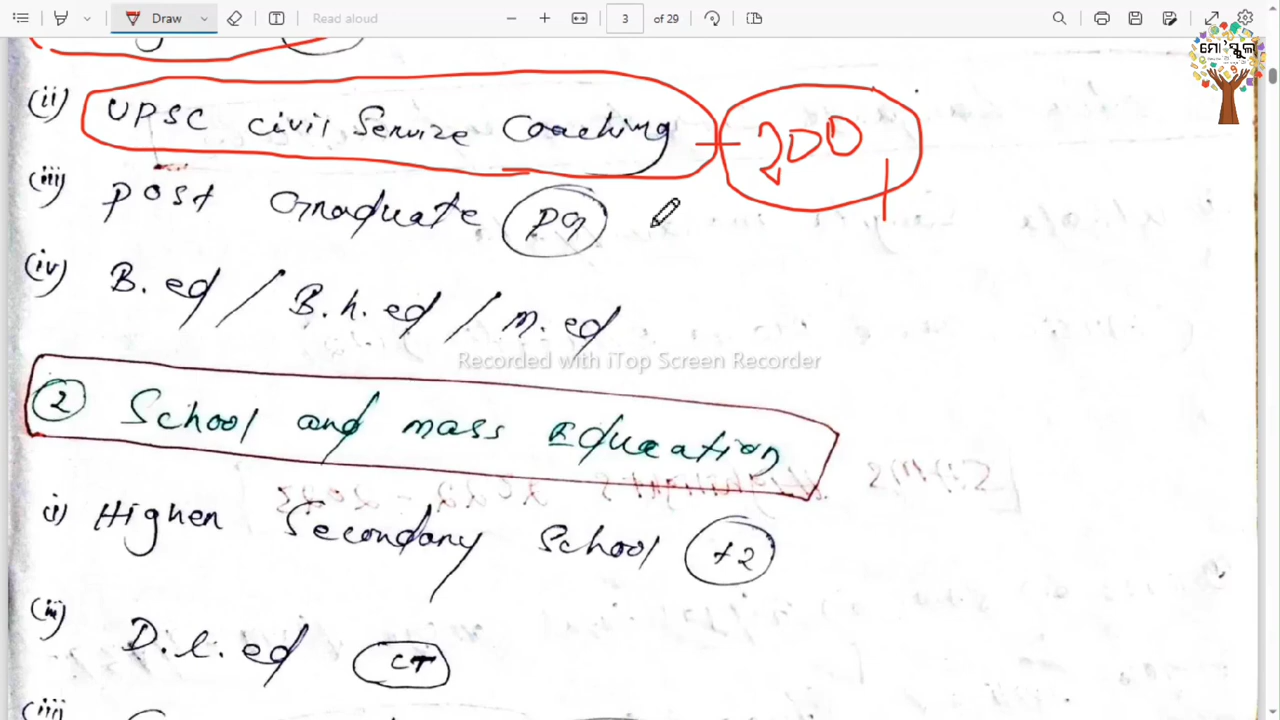 Draw
Read aloud
3
of 29
ମୋ ସ୍କୁଲ
(ii) UPSC civil Service Coaching - 200
(iii) Post Graduate (PG)
(iv) B.ed / B.h.ed / M.ed
Recorded with iTop Screen Recorder
2 School and mass Education
(i) Higher Secondary School (+2)
(ii) D.l.ed (CT)
(iii)